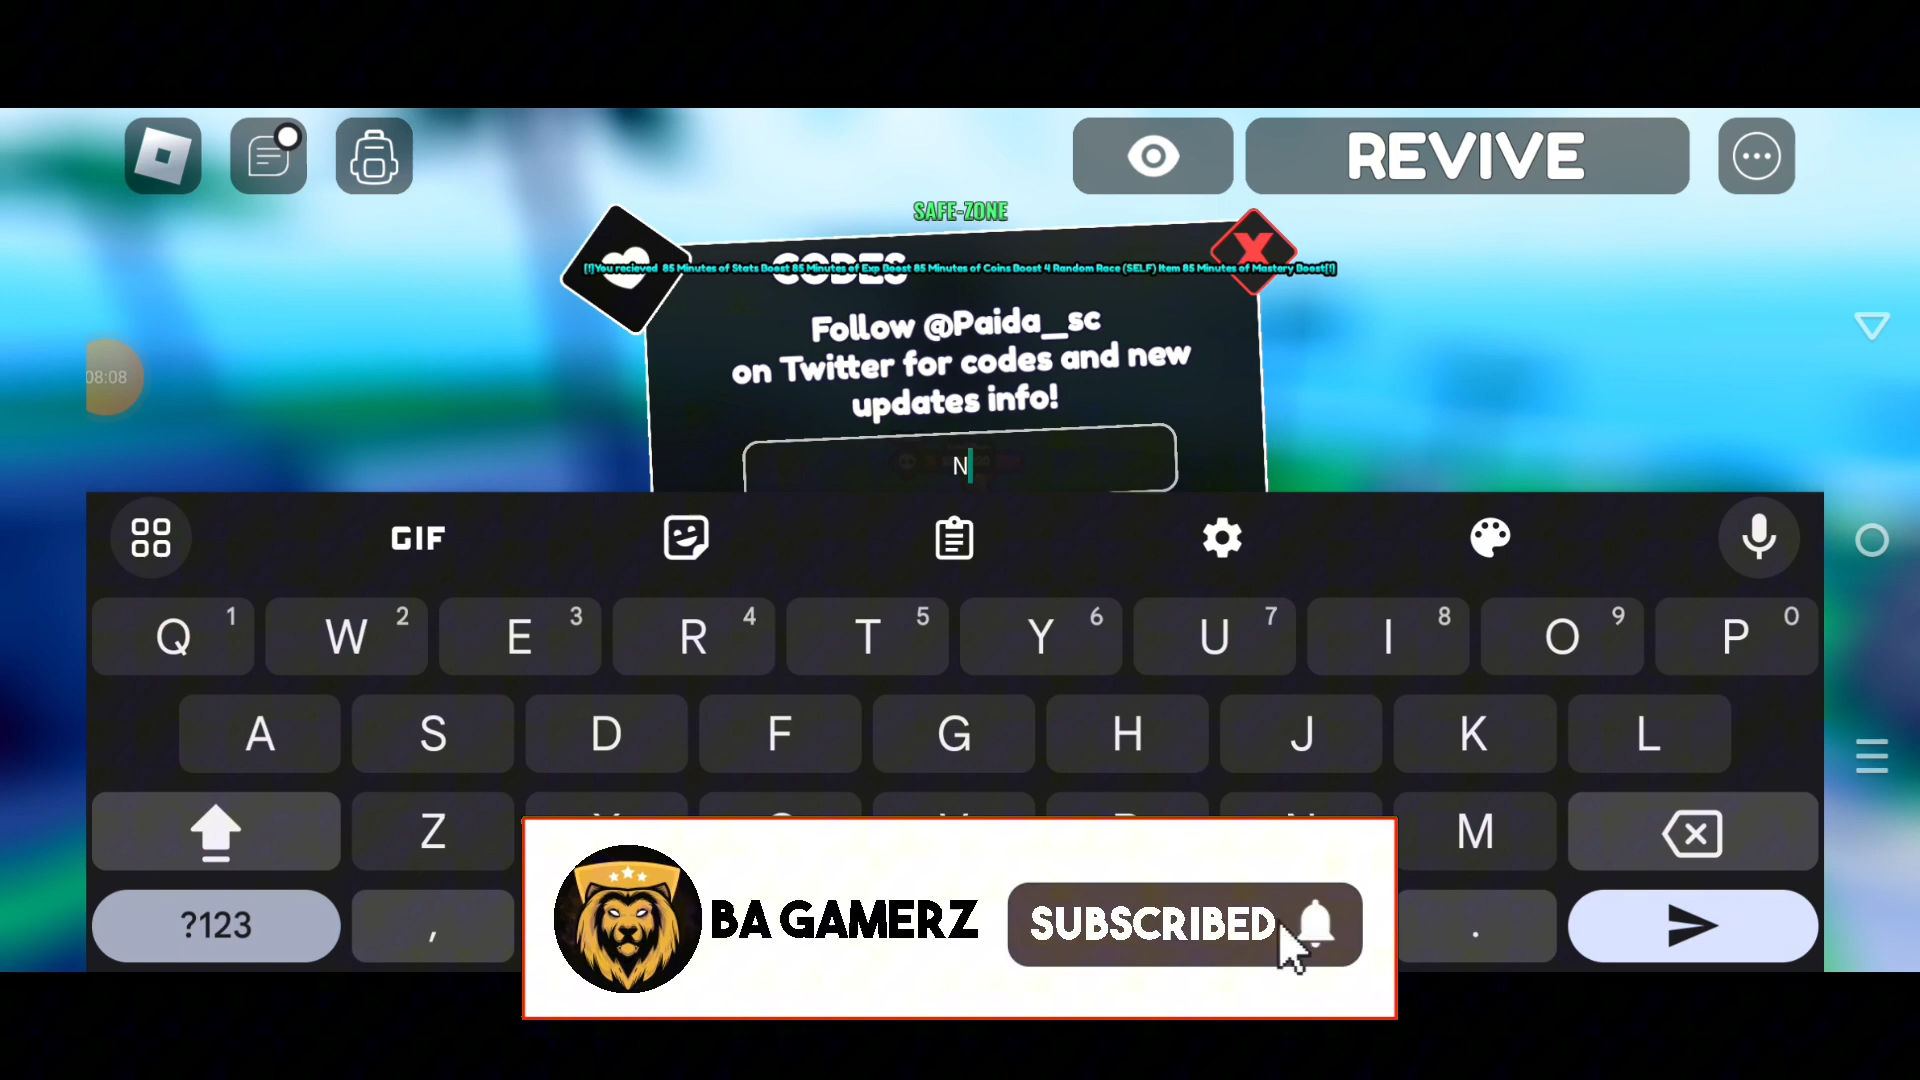 REVIVE
SAFE-ZONE
CODES
[!]You recieved 85 Minutes of Stats Boost 85 Minutes of Exp Boost 85 Minutes of Coins Boost 4 Random Race (SELF) Item 85 Minutes of Mastery Boost[!]
Follow @Paida_sc
on Twitter for codes and new
updates info!
08:08
N
GIF
Q 1 W 2 E 3 R 4 T 5 Y 6 U 7 I 8 O 9 P 0
A S D F G H J K L
Z M
?123 , .
BA GAMERZ SUBSCRIBED